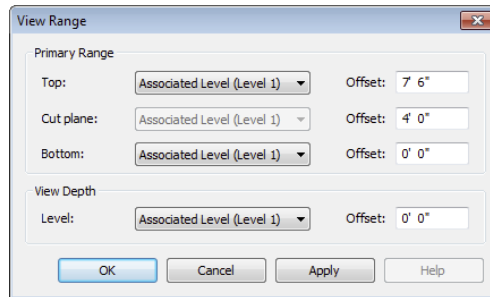 View Range
Primary Range
Top: Associated Level (Level 1) Offset: 7' 6"
Cut plane: Associated Level (Level 1) Offset: 4' 0"
Bottom: Associated Level (Level 1) Offset: 0' 0"
View Depth
Level: Associated Level (Level 1) Offset: 0' 0"
OK Cancel Apply Help